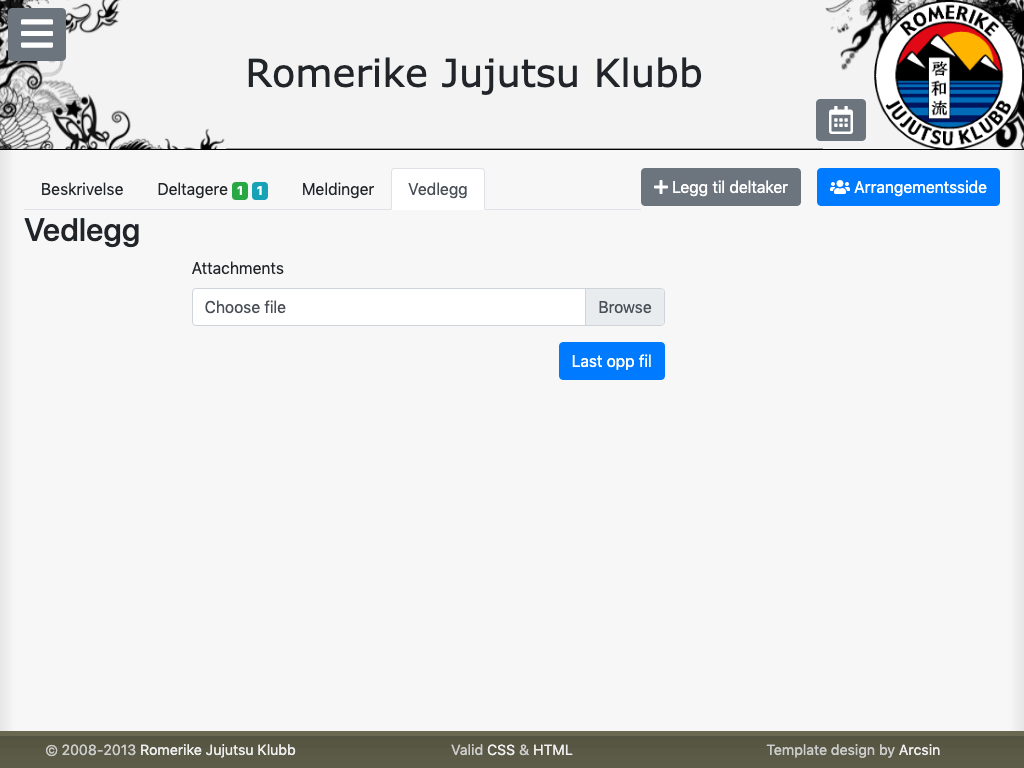 Romerike Jujutsu Klubb
ROMERIKE
啓和流
JUJUTSU KLUBB
Beskrivelse Deltagere 1 1 Meldinger Vedlegg Legg til deltaker Arrangementsside
Vedlegg
Attachments
Choose file Browse
Last opp fil
© 2008-2013 Romerike Jujutsu Klubb Valid CSS & HTML Template design by Arcsin